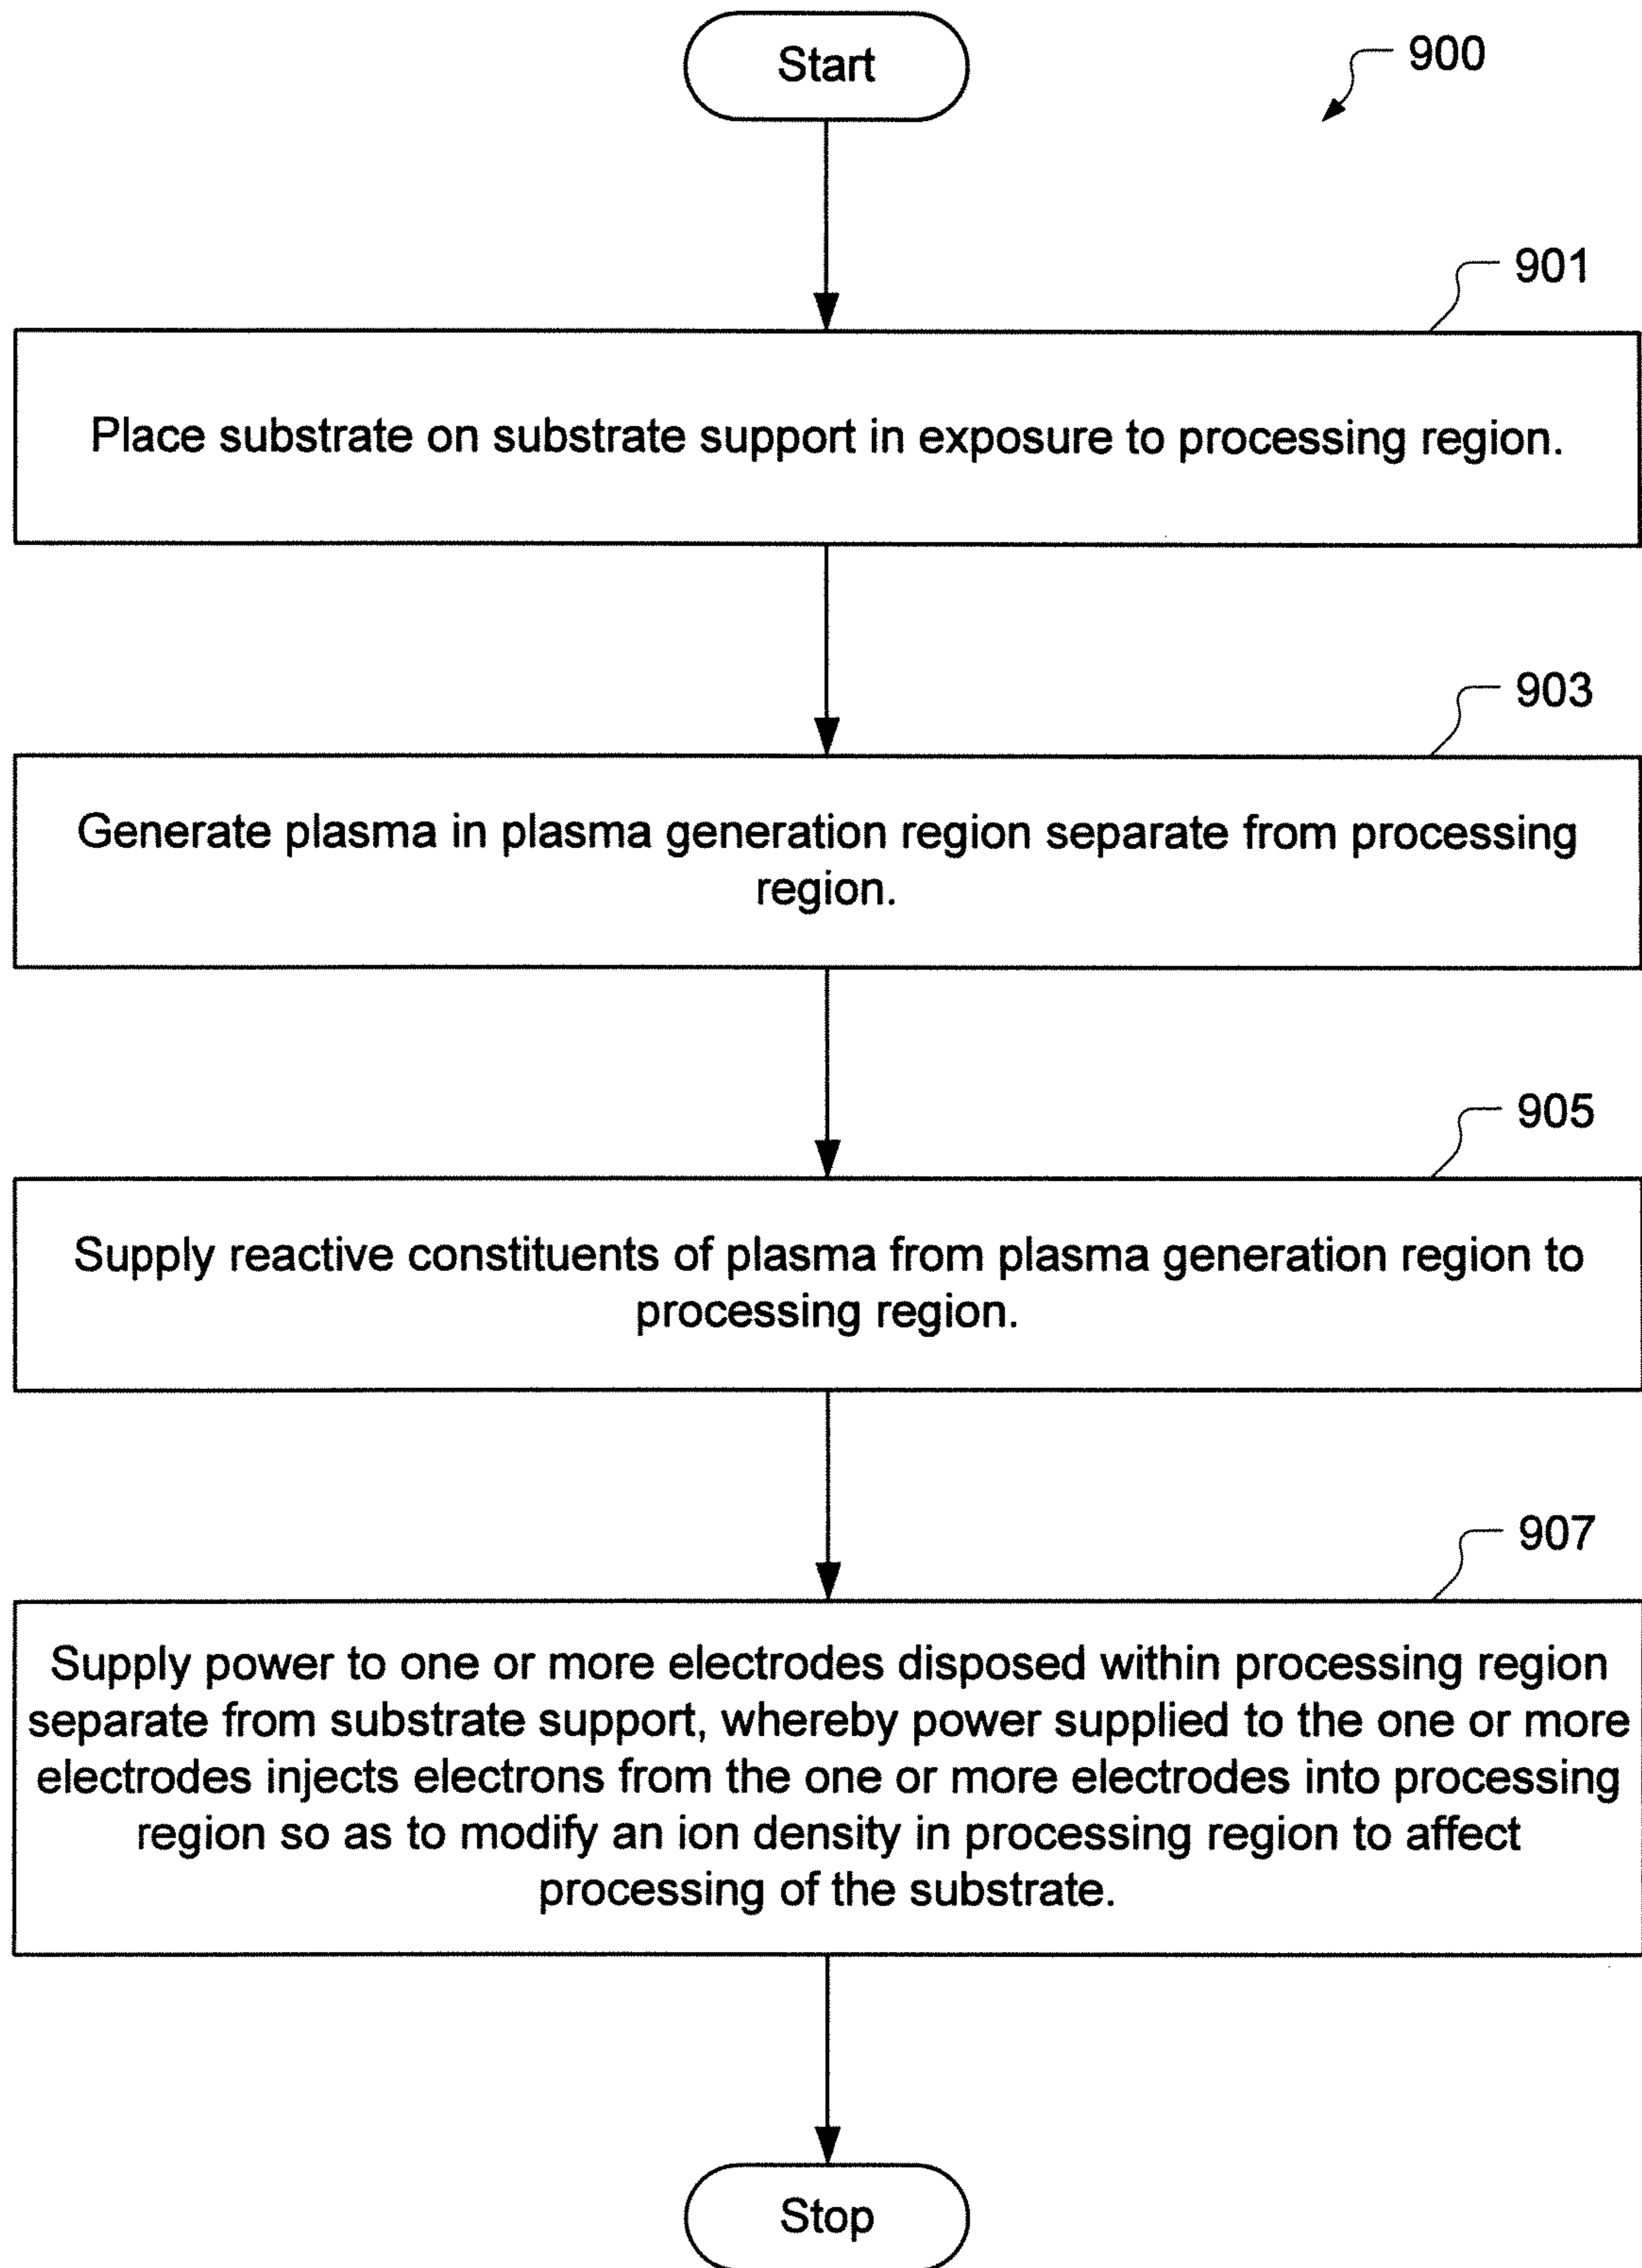 Start
900
901
Place substrate on substrate support in exposure to processing region.
903
Generate plasma in plasma generation region separate from processing
region.
905
Supply reactive constituents of plasma from plasma generation region to
processing region.
907
Supply power to one or more electrodes disposed within processing region
separate from substrate support, whereby power supplied to the one or more
electrodes injects electrons from the one or more electrodes into processing
region so as to modify an ion density in processing region to affect
processing of the substrate.
Stop